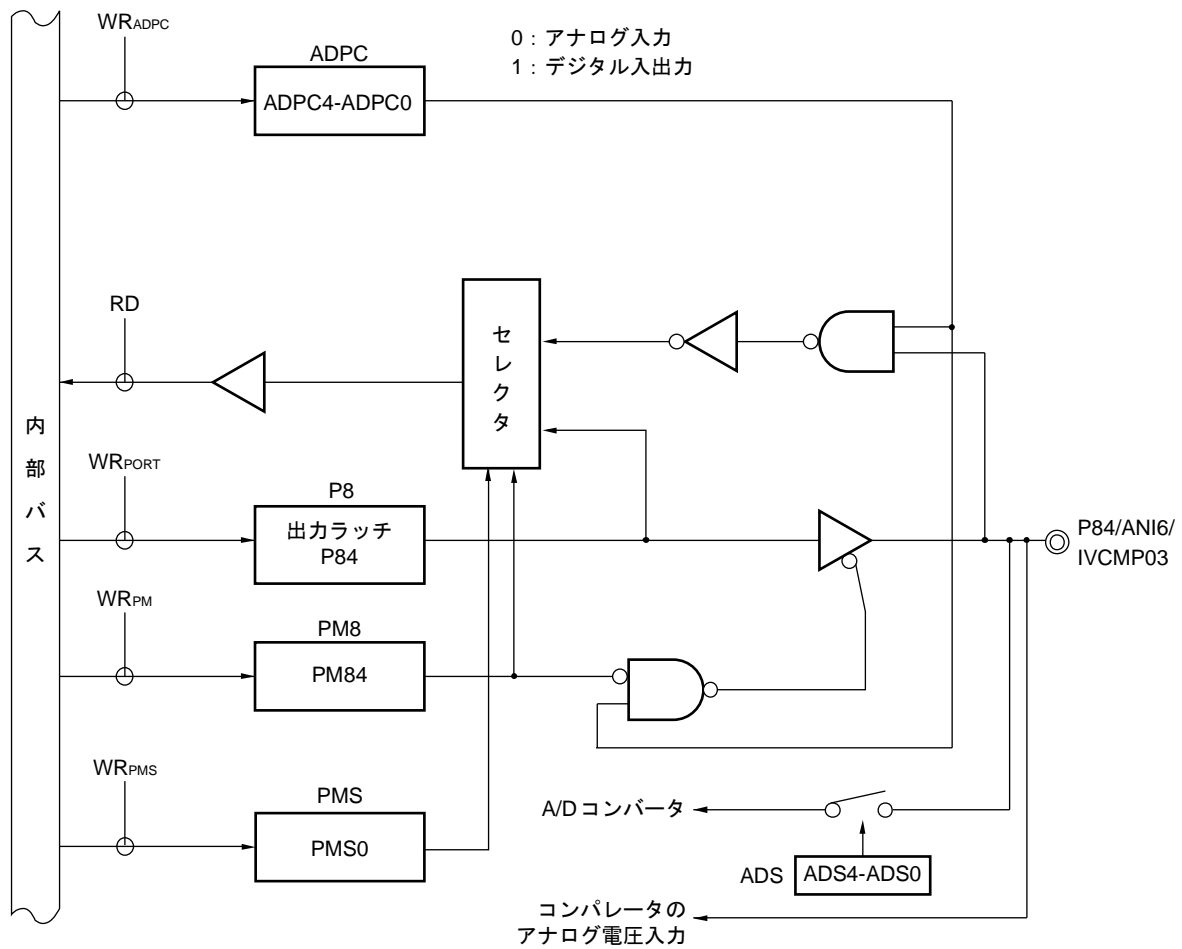 WRADPC
0：アナログ入力
1：デジタル入出力
ADPC
ADPC4-ADPC0
RD
セレクタ
内部バス
WRPORT
P8
出力ラッチ
P84
P84/ANI6/
IVCMP03
WRPM
PM8
PM84
WRPMS
PMS
PMS0
A/Dコンバータ
ADS
ADS4-ADS0
コンパレータの
アナログ電圧入力